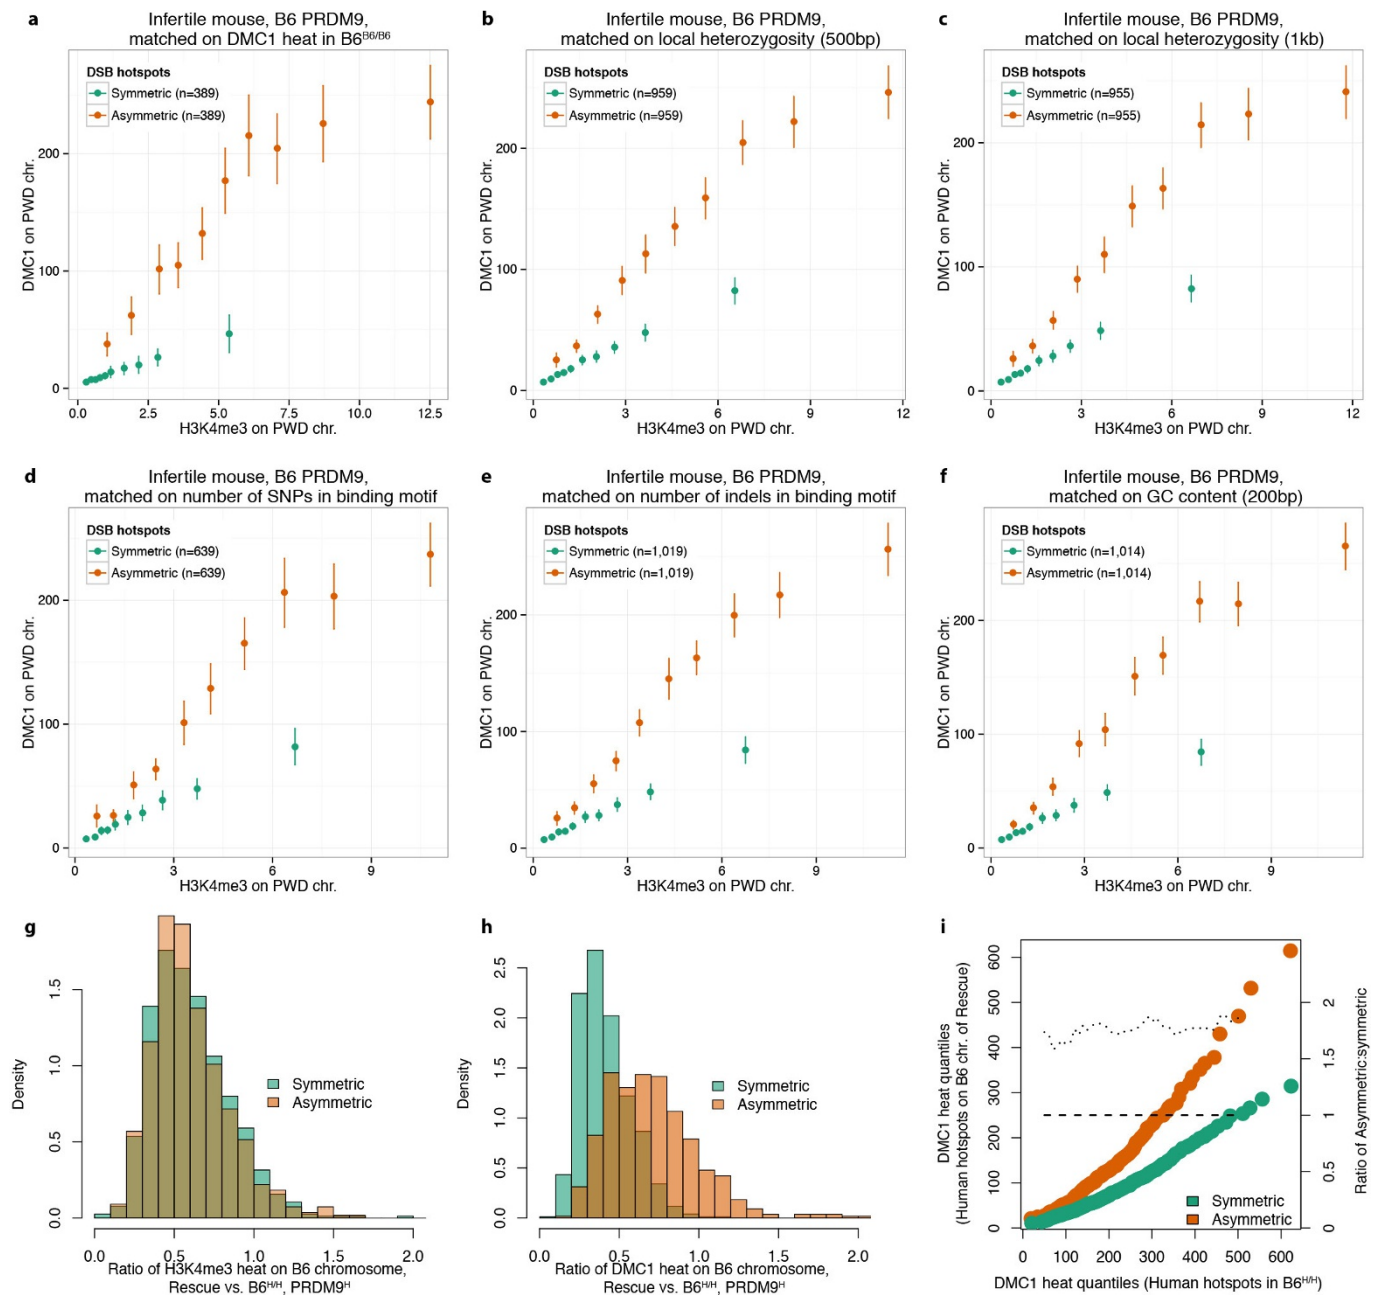 a
Infertile mouse, B6 PRDM9,
matched on DMC1 heat in B6B6/B6
DSB hotspots
Symmetric (n=389)
Asymmetric (n=389)
200
100
0
DMC1 on PWD chr.
0.0 2.5 5.0 7.5 10.0 12.5
H3K4me3 on PWD chr.
b
Infertile mouse, B6 PRDM9,
matched on local heterozygosity (500bp)
DSB hotspots
Symmetric (n=959)
Asymmetric (n=959)
200
100
0
DMC1 on PWD chr.
0 3 6 9 12
H3K4me3 on PWD chr.
c
Infertile mouse, B6 PRDM9,
matched on local heterozygosity (1kb)
DSB hotspots
Symmetric (n=955)
Asymmetric (n=955)
200
100
0
DMC1 on PWD chr.
0 3 6 9 12
H3K4me3 on PWD chr.
d
Infertile mouse, B6 PRDM9,
matched on number of SNPs in binding motif
DSB hotspots
Symmetric (n=639)
Asymmetric (n=639)
200
100
0
DMC1 on PWD chr.
0 3 6 9
H3K4me3 on PWD chr.
e
Infertile mouse, B6 PRDM9,
matched on number of indels in binding motif
DSB hotspots
Symmetric (n=1,019)
Asymmetric (n=1,019)
200
100
0
DMC1 on PWD chr.
0 3 6 9
H3K4me3 on PWD chr.
f
Infertile mouse, B6 PRDM9,
matched on GC content (200bp)
DSB hotspots
Symmetric (n=1,014)
Asymmetric (n=1,014)
200
100
0
DMC1 on PWD chr.
0 3 6 9
H3K4me3 on PWD chr.
g
Density
1.5
1.0
0.5
0.0
Symmetric
Asymmetric
0.0 0.5 1.0 1.5 2.0
Ratio of H3K4me3 heat on B6 chromosome,
Rescue vs. B6H/H, PRDM9H
h
Density
2.5
2.0
1.5
1.0
0.5
0.0
Symmetric
Asymmetric
0.0 0.5 1.0 1.5 2.0
Ratio of DMC1 heat on B6 chromosome,
Rescue vs. B6H/H, PRDM9H
i
DMC1 heat quantiles
(Human hotspots on B6 chr. of Rescue)
600
500
400
300
200
100
0
2
1.5
1
0.5
0
Ratio of Asymmetric:symmetric
Symmetric
Asymmetric
0 100 200 300 400 500 600
DMC1 heat quantiles (Human hotspots in B6H/H)